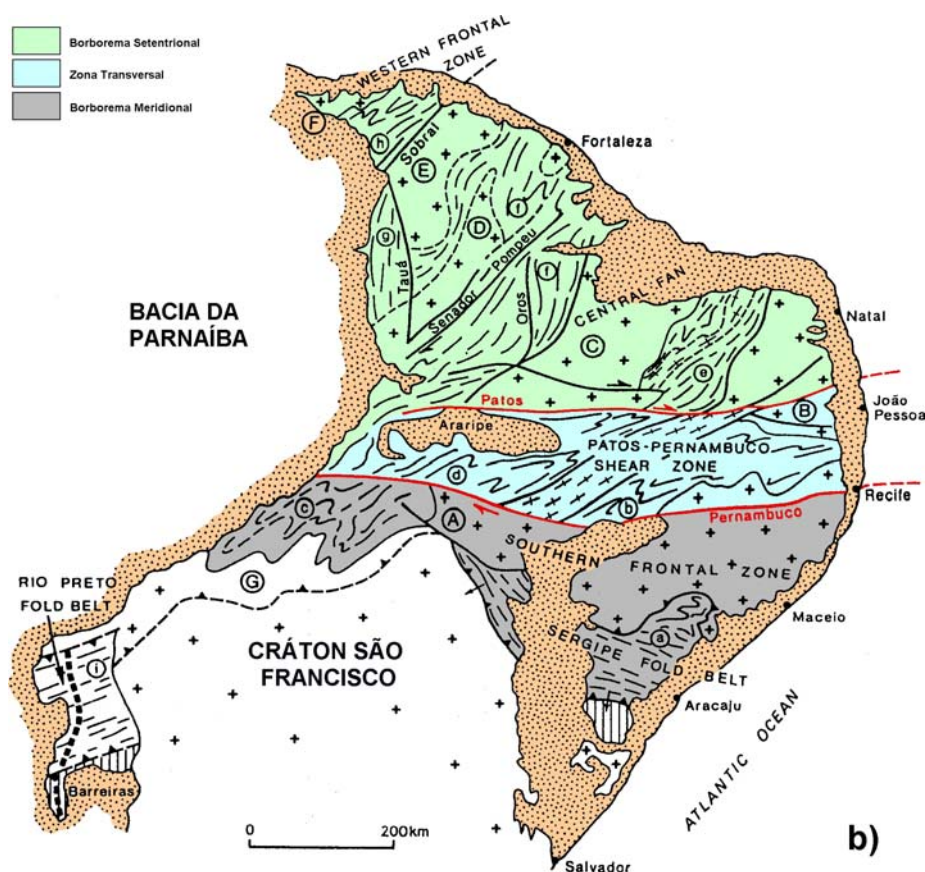 Borborema Setentrional
Zona Transversal
Borborema Meridional
WESTERN FRONTAL
ZONE
F
h
Sobral
E
Fortaleza
g
D
f
Tauá
Senador Pompeu
Oros
f
CENTRAL FAN
BACIA DA
PARNAÍBA
Natal
C
e
Patos
B
João
Pessoa
Araripe
PATOS-PERNAMBUCO
SHEAR ZONE
d
Recife
c
A
b
Pernambuco
SOUTHERN
FRONTAL ZONE
G
RIO PRETO
FOLD BELT
Maceio
a
SERGIPE FOLD BELT
CRÁTON SÃO
FRANCISCO
i
Aracaju
ATLANTIC OCEAN
Barreiras
0 200km
b)
Salvador